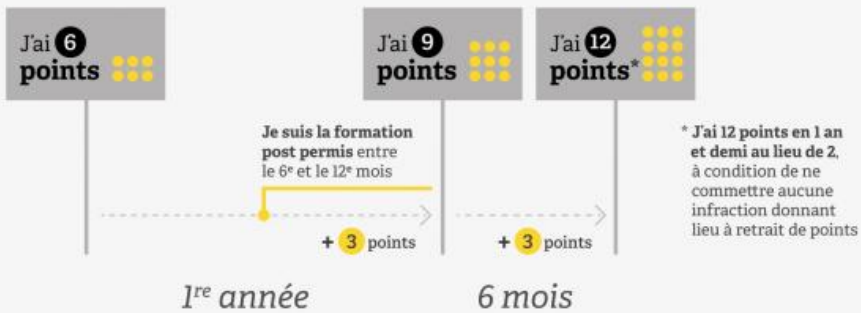 J'ai 6
points
J'ai 9
points
J'ai 12
points*
Je suis la formation
post permis entre
le 6e et le 12e mois
* J'ai 12 points en 1 an
et demi au lieu de 2,
à condition de ne
commettre aucune
infraction donnant
lieu à retrait de points
+ 3 points
+ 3 points
1re année
6 mois